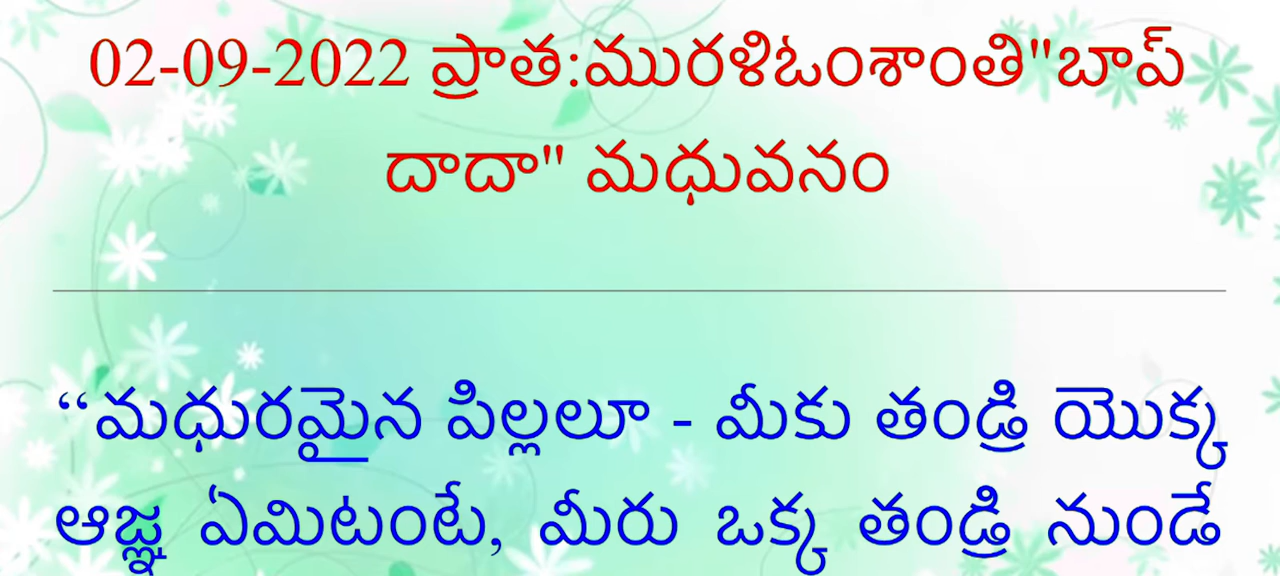 02-09-2022 ప్రాత:మురళిఓంశాంతి"బాప్
దాదా" మధువనం
“మధురమైన పిల్లలూ - మీకు తండ్రి యొక్క
ఆజ్ఞ ఏమిటంటే, మీరు ఒక్క తండ్రి నుండే